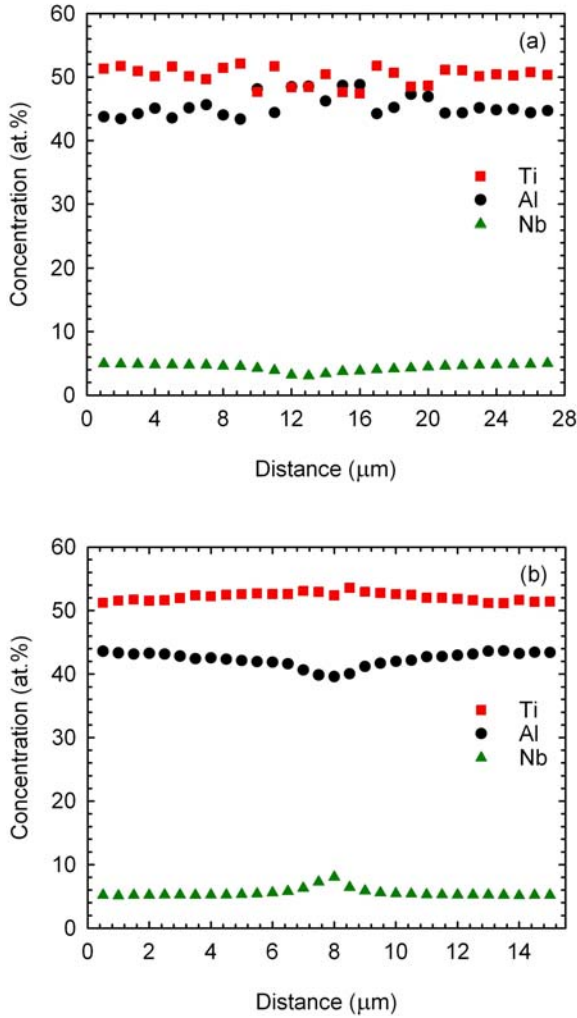 60
(a)
50
40
Concentration (at.%)
30
Ti
Al
Nb
20
10
0
0 4 8 12 16 20 24 28
Distance (μm)
60
(b)
50
40
Concentration (at.%)
30
Ti
Al
Nb
20
10
0
0 2 4 6 8 10 12 14
Distance (μm)